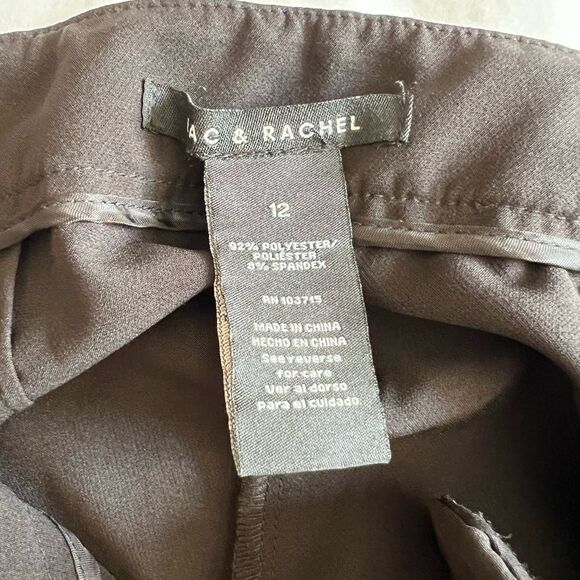 AC & RACHEL
12
92% POLYESTER/
POLIÉSTER
8% SPANDEX
RN 103715
MADE IN CHINA
HECHO EN CHINA
See reverse
for care
Ver al dorso
para el cuidado